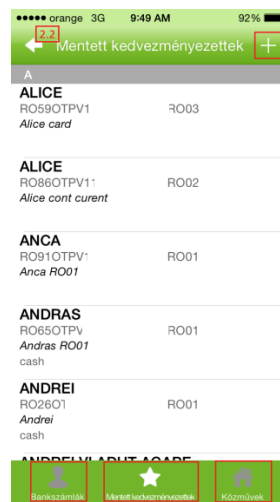 orange 3G 9:49 AM 92%
2.2
Mentett kedvezményezettek +
A
ALICE
RO59OTPV1 RO03
Alice card
ALICE
RO86OTPV11 RO02
Alice cont curent
ANCA
RO91OTPV1 RO01
Anca RO01
ANDRAS
RO65OTPV RO01
Andras RO01
cash
ANDREI
RO26OT RO01
Andrei
cash
Bankszámlák Mentett kedvezményezettek Közművek